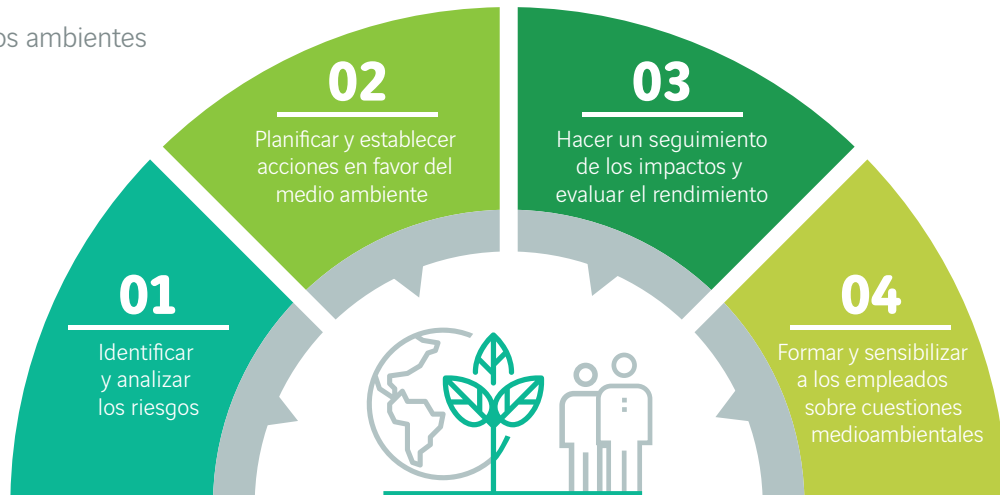 os ambientes
01
Identificar
y analizar
los riesgos
02
Planificar y establecer
acciones en favor del
medio ambiente
03
Hacer un seguimiento
de los impactos y
evaluar el rendimiento
04
Formar y sensibilizar
a los empleados
sobre cuestiones
medioambientales